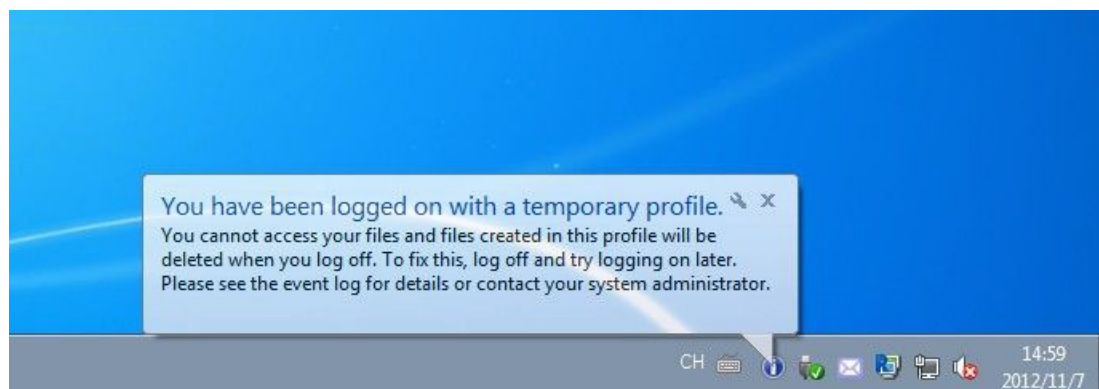 You have been logged on with a temporary profile.
You cannot access your files and files created in this profile will be
deleted when you log off. To fix this, log off and try logging on later.
Please see the event log for details or contact your system administrator.
CH
14:59
2012/11/7